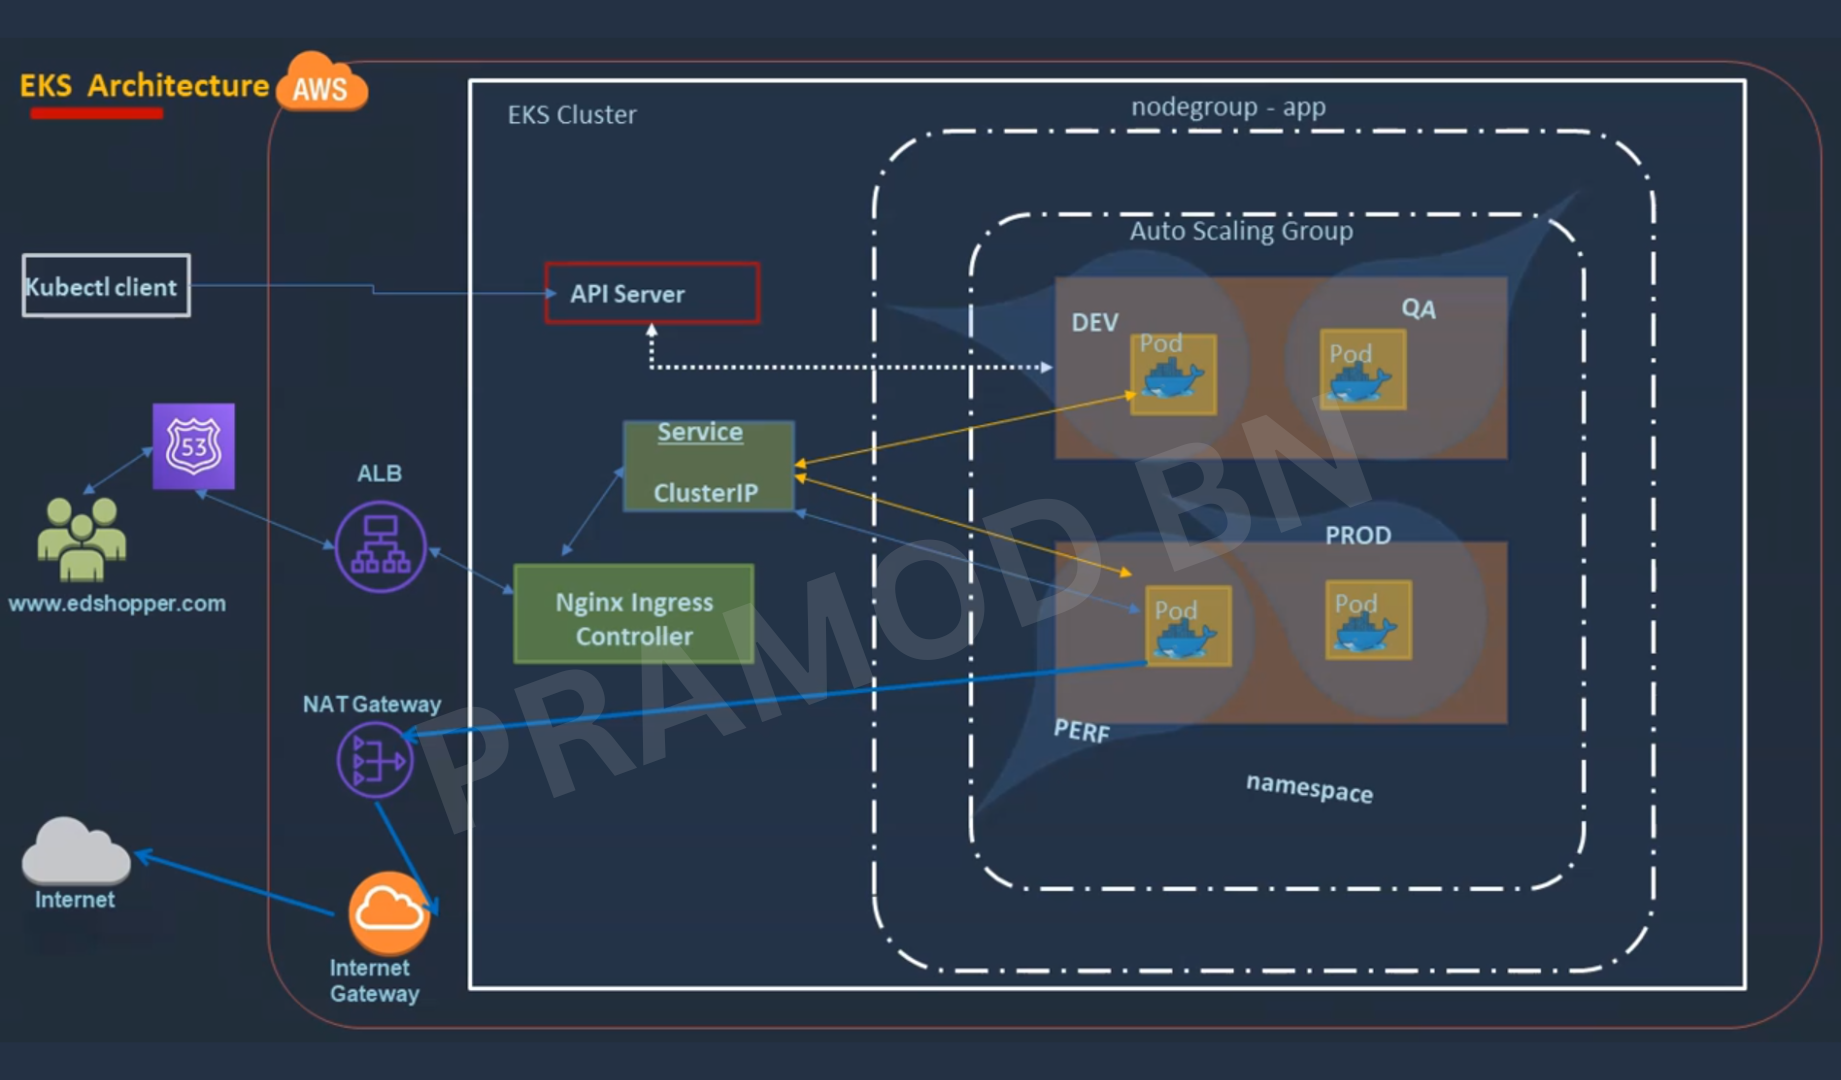 EKS Architecture
AWS
EKS Cluster
nodegroup - app
Auto Scaling Group
Kubectl client
API Server
DEV
Pod
QA
Pod
53
www.edshopper.com
ALB
Service
ClusterIP
Nginx Ingress
Controller
PROD
Pod
Pod
PERF
namespace
NAT Gateway
Internet
Internet
Gateway
PRAMOD BN